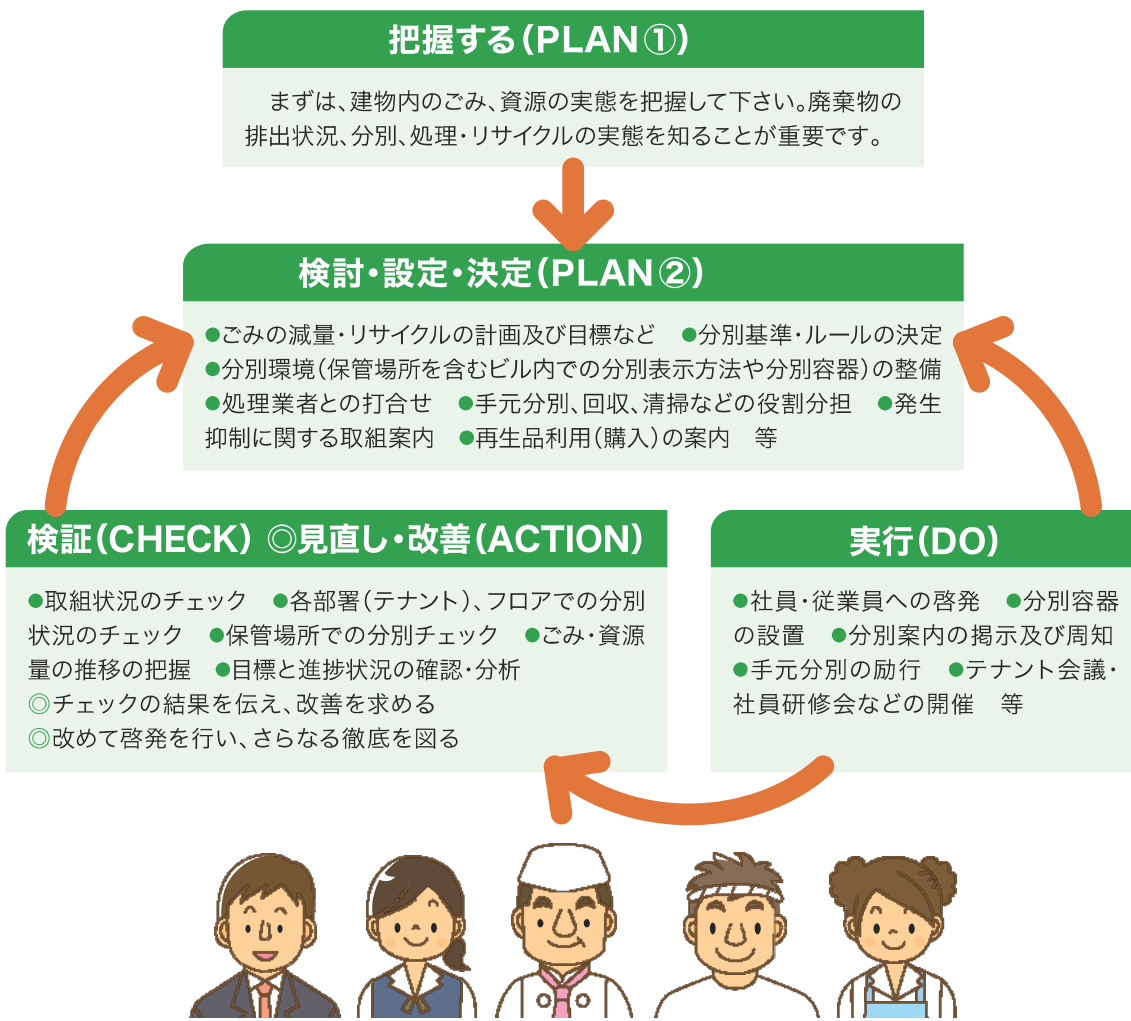 把握する（PLAN①）
まずは、建物内のごみ、資源の実態を把握して下さい。廃棄物の
排出状況、分別、処理・リサイクルの実態を知ることが重要です。
検討・設定・決定（PLAN②）
●ごみの減量・リサイクルの計画及び目標など　●分別基準・ルールの決定
●分別環境（保管場所を含むビル内での分別表示方法や分別容器）の整備
●処理業者との打合せ　●手元分別、回収、清掃などの役割分担　●発生
抑制に関する取組案内　●再生品利用（購入）の案内　等
検証（CHECK）◎見直し・改善（ACTION）
●取組状況のチェック　●各部署（テナント）、フロアでの分別
状況のチェック　●保管場所での分別チェック　●ごみ・資源
量の推移の把握　●目標と進捗状況の確認・分析
◎チェックの結果を伝え、改善を求める
◎改めて啓発を行い、さらなる徹底を図る
実行（DO）
●社員・従業員への啓発　●分別容器
の設置　●分別案内の掲示及び周知
●手元分別の励行　●テナント会議・
社員研修会などの開催　等